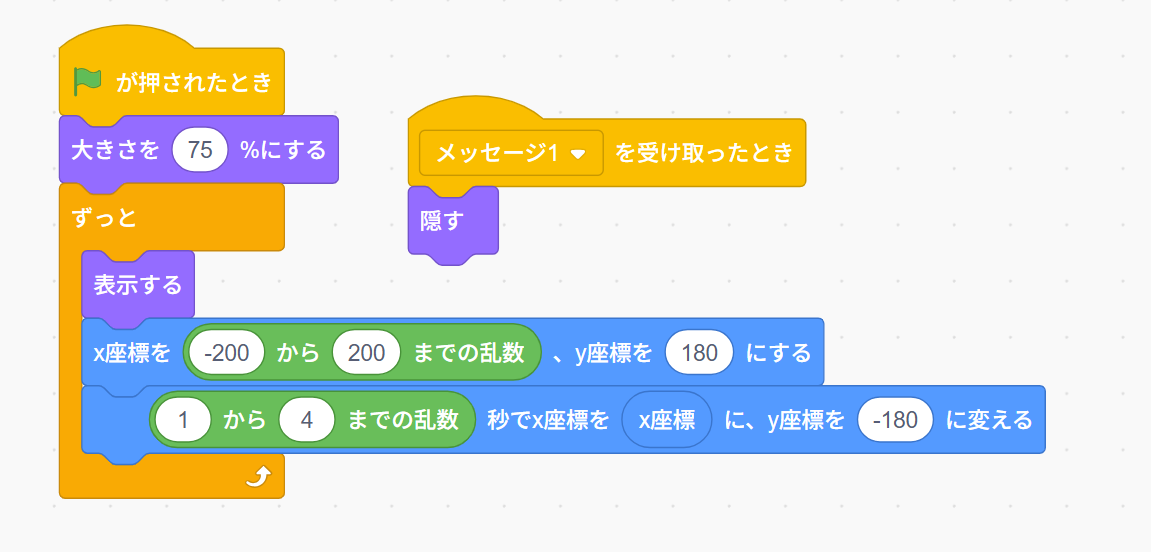 が押されたとき
大きさを 75 %にする
ずっと
表示する
x座標を -200 から 200 までの乱数 、y座標を 180 にする
1 から 4 までの乱数 秒でx座標を x座標 に、y座標を -180 に変える
メッセージ1 を受け取ったとき
隠す